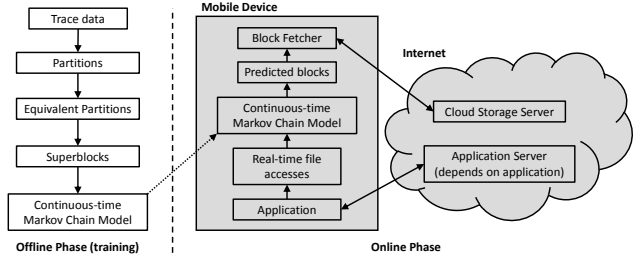 Trace data
Partitions
Equivalent Partitions
Superblocks
Continuous-time
Markov Chain Model
Offline Phase (training)
Mobile Device
Block Fetcher
Predicted blocks
Continuous-time
Markov Chain Model
Real-time file
accesses
Application
Internet
Cloud Storage Server
Application Server
(depends on application)
Online Phase